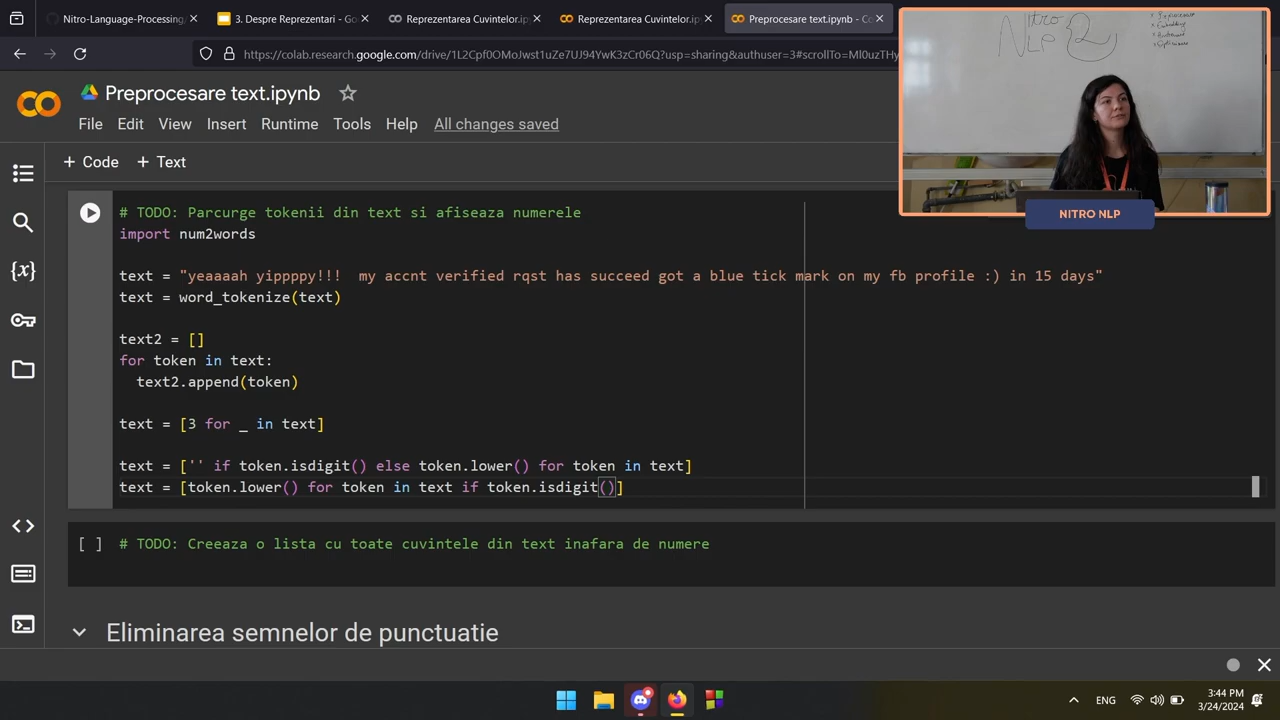 Nitro-Language-Processing/
3. Despre Reprezentari - Go
Reprezentarea Cuvintelor.ip
Reprezentarea Cuvintelor.ip
Preprocesare text.ipynb - Co
https://colab.research.google.com/drive/1L2CpI0OMoJwst1uZe7UJ94YwK3zCr06Q?usp=sharing&authuser=3#scrollTo=Ml0uzTHy
Nitro
NLP 2
Preprocesare text.ipynb
File Edit View Insert Runtime Tools Help All changes saved
+ Code + Text
NITRO NLP
# TODO: Parcurge tokenii din text si afiseaza numerele
import num2words
text = "yeaaaah yippppy!!!  my accnt verified rqst has succeed got a blue tick mark on my fb profile :) in 15 days"
text = word_tokenize(text)
text2 = []
for token in text:
text2.append(token)
text = [3 for _ in text]
text = ['' if token.isdigit() else token.lower() for token in text]
text = [token.lower() for token in text if token.isdigit()]
[ ] # TODO: Creeaza o lista cu toate cuvintele din text inafara de numere
Eliminarea semnelor de punctuatie
ENG
3:44 PM
3/24/2024